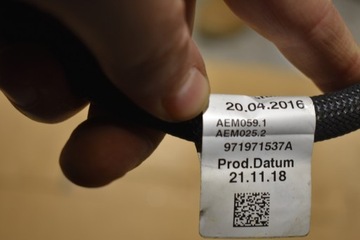 20.04.2016
AEM059.1
AEM025.2
971971537A
Prod.Datum
21.11.18